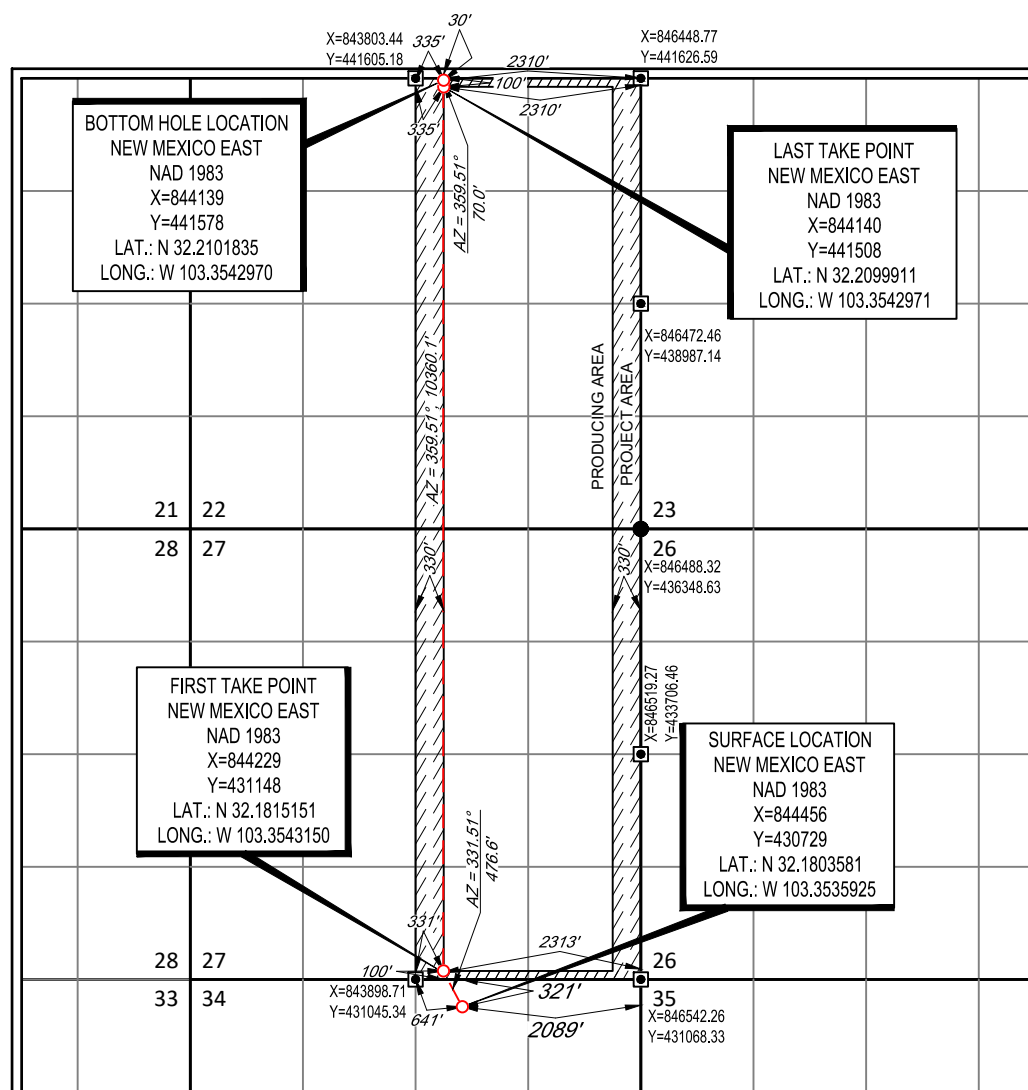 30'
X=843803.44
Y=441605.18
335'
X=846448.77
Y=441626.59
2310'
100'
2310'
335'
BOTTOM HOLE LOCATION
NEW MEXICO EAST
NAD 1983
X=844139
Y=441578
LAT.: N 32.2101835
LONG.: W 103.3542970
AZ = 359.51°
70.0'
LAST TAKE POINT
NEW MEXICO EAST
NAD 1983
X=844140
Y=441508
LAT.: N 32.2099911
LONG.: W 103.3542971
X=846472.46
Y=438987.14
AZ = 359.51°, 10360.1'
PRODUCING AREA
PROJECT AREA
21 22
23
28 27
26
330'
330'
X=846488.32
Y=436348.63
X=846519.27
Y=433706.46
FIRST TAKE POINT
NEW MEXICO EAST
NAD 1983
X=844229
Y=431148
LAT.: N 32.1815151
LONG.: W 103.3543150
SURFACE LOCATION
NEW MEXICO EAST
NAD 1983
X=844456
Y=430729
LAT.: N 32.1803581
LONG.: W 103.3535925
AZ = 331.51°
476.6'
331'
2313'
28 27
26
100'
33 34
35
321'
X=843898.71
Y=431045.34
641'
2089'
X=846542.26
Y=431068.33